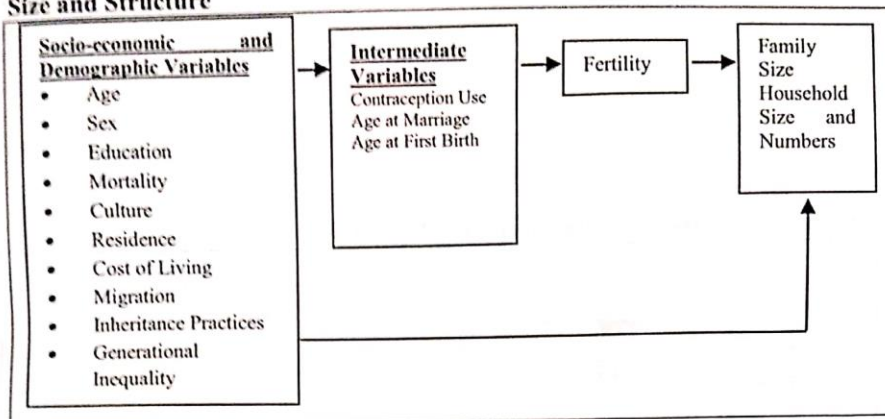 Size and Structure
Socio-economic and
Demographic Variables
• Age
• Sex
• Education
• Mortality
• Culture
• Residence
• Cost of Living
• Migration
• Inheritance Practices
• Generational
Inequality
Intermediate
Variables
Contraception Use
Age at Marriage
Age at First Birth
Fertility
Family
Size
Household
Size and
Numbers